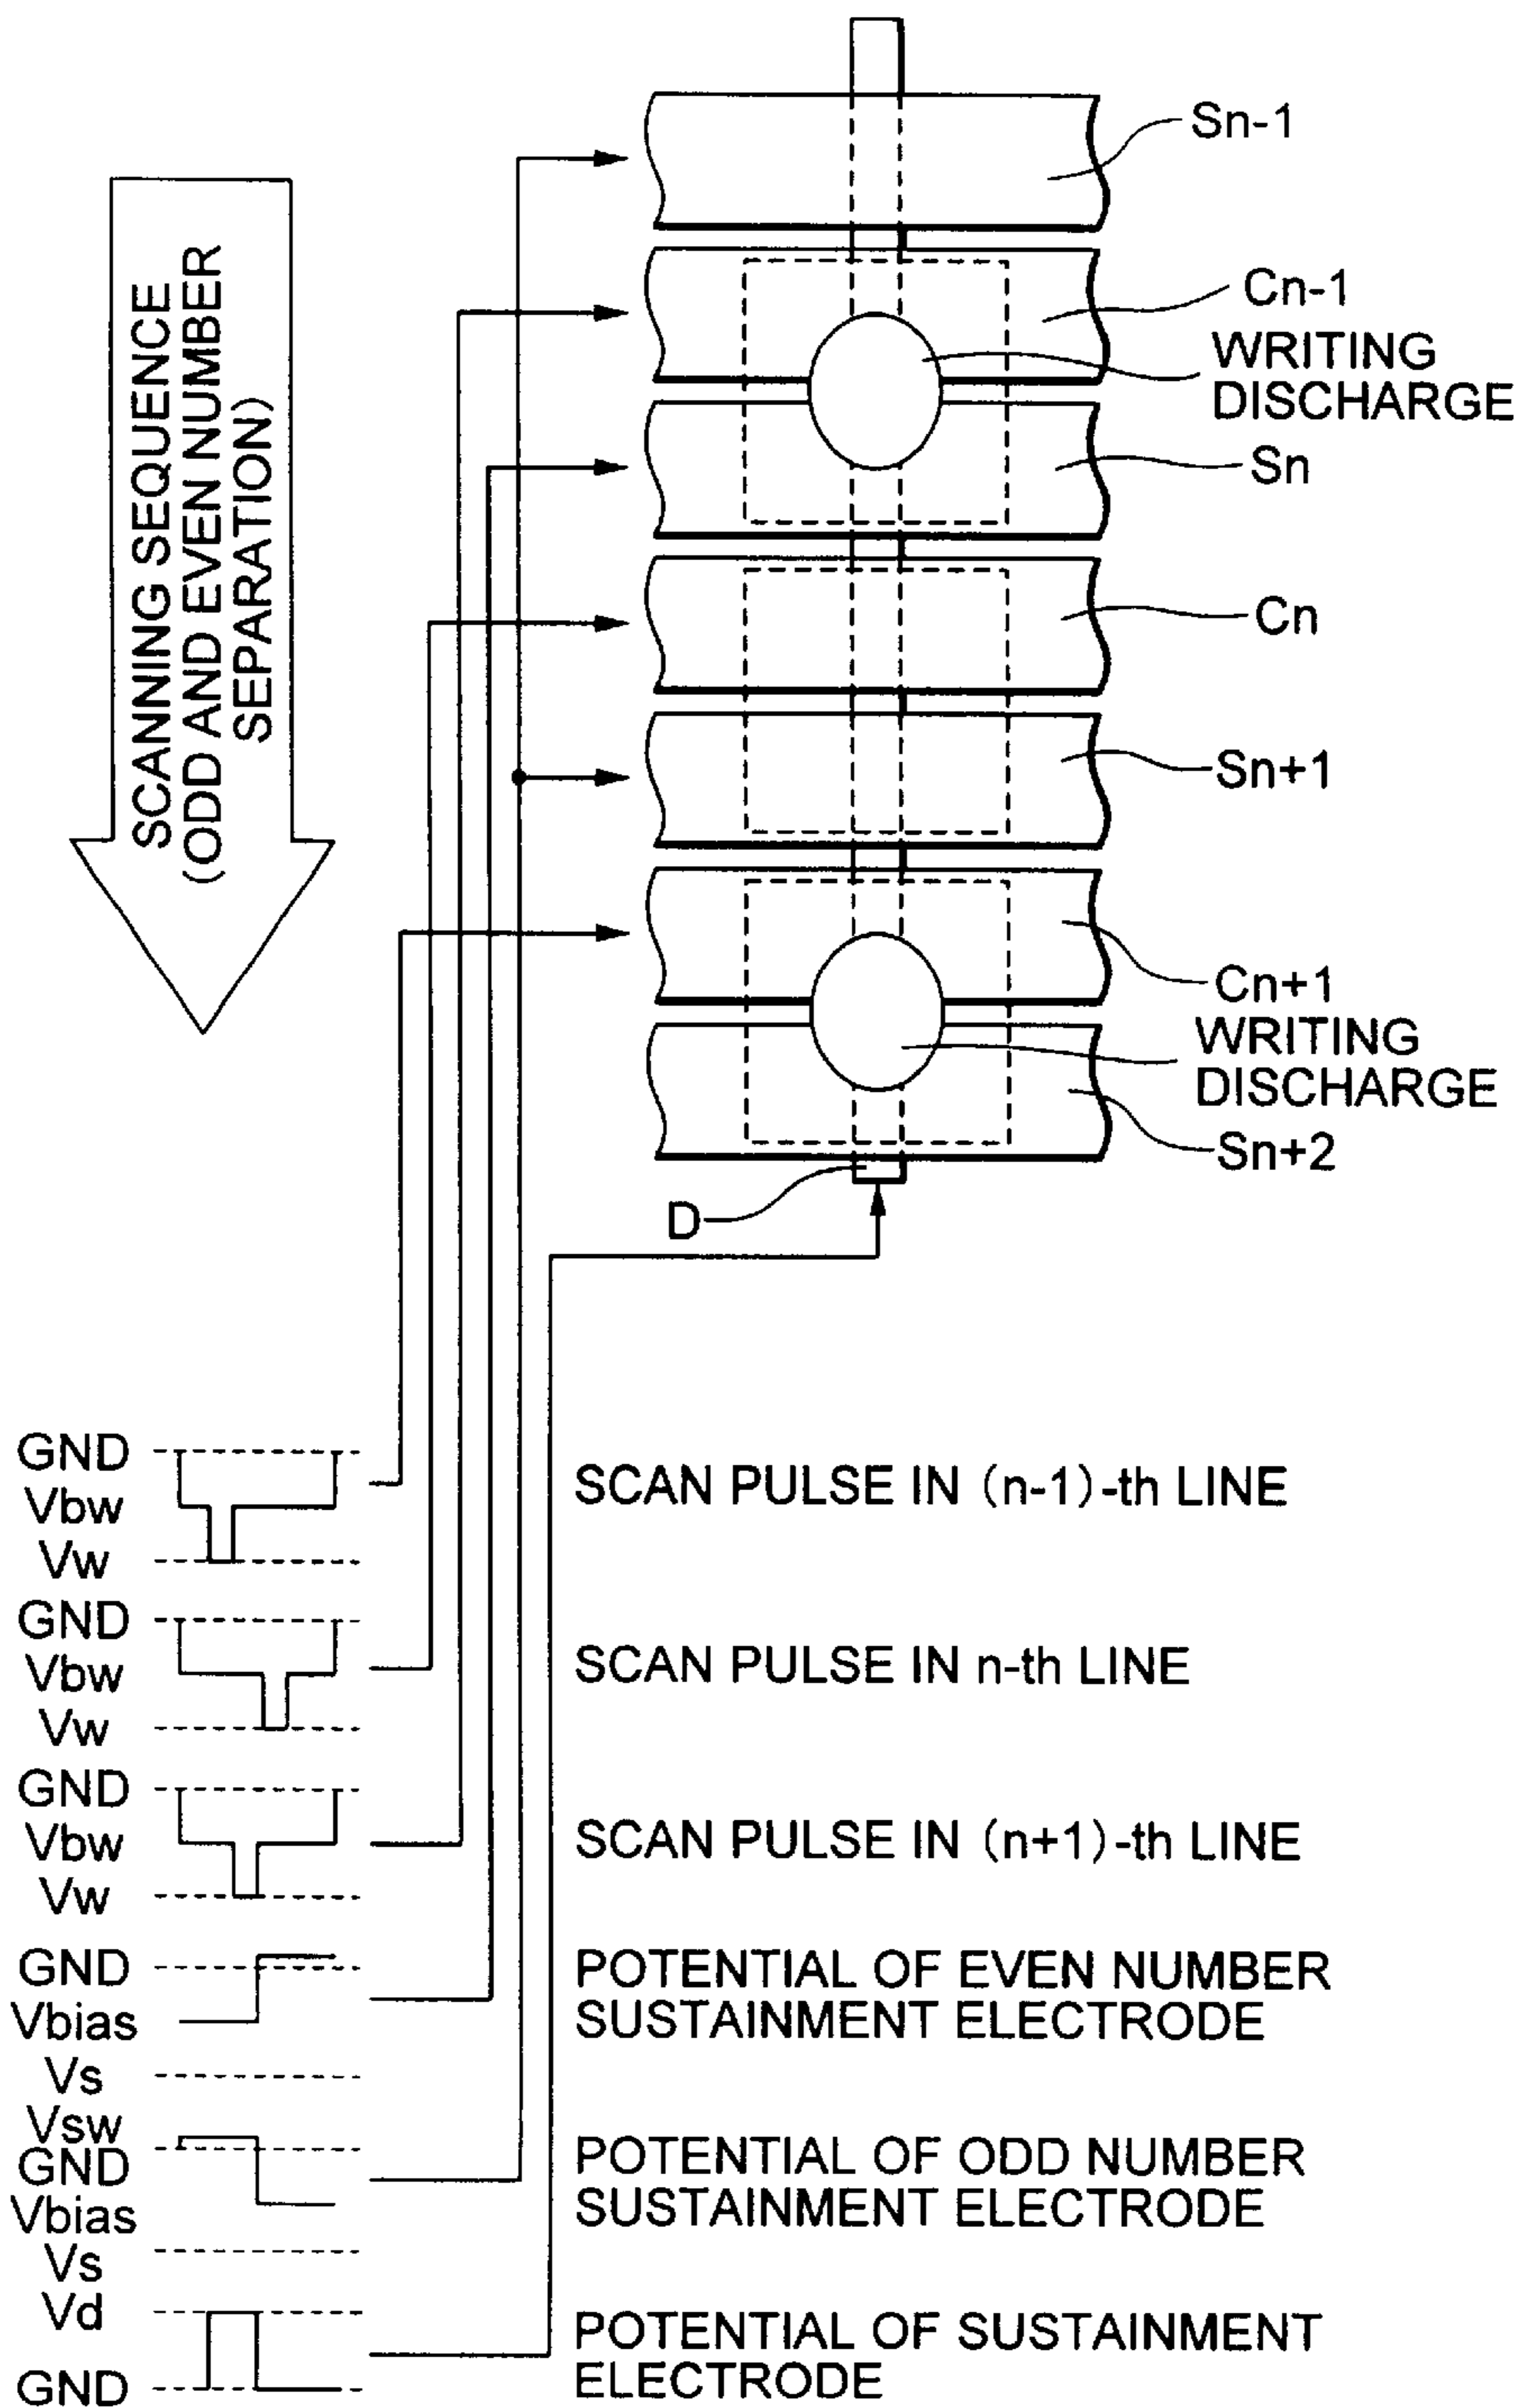 Sn-1
SCANNING SEQUENCE
(ODD AND EVEN NUMBER
SEPARATION)
Cn-1
WRITING
DISCHARGE
Sn
Cn
Sn+1
Cn+1
WRITING
DISCHARGE
Sn+2
D
GND
Vbw
Vw
SCAN PULSE IN (n-1)-th LINE
GND
Vbw
Vw
SCAN PULSE IN n-th LINE
GND
Vbw
Vw
SCAN PULSE IN (n+1)-th LINE
GND
Vbias
Vs
POTENTIAL OF EVEN NUMBER
SUSTAINMENT ELECTRODE
Vsw
GND
Vbias
Vs
POTENTIAL OF ODD NUMBER
SUSTAINMENT ELECTRODE
Vd
GND
POTENTIAL OF SUSTAINMENT
ELECTRODE